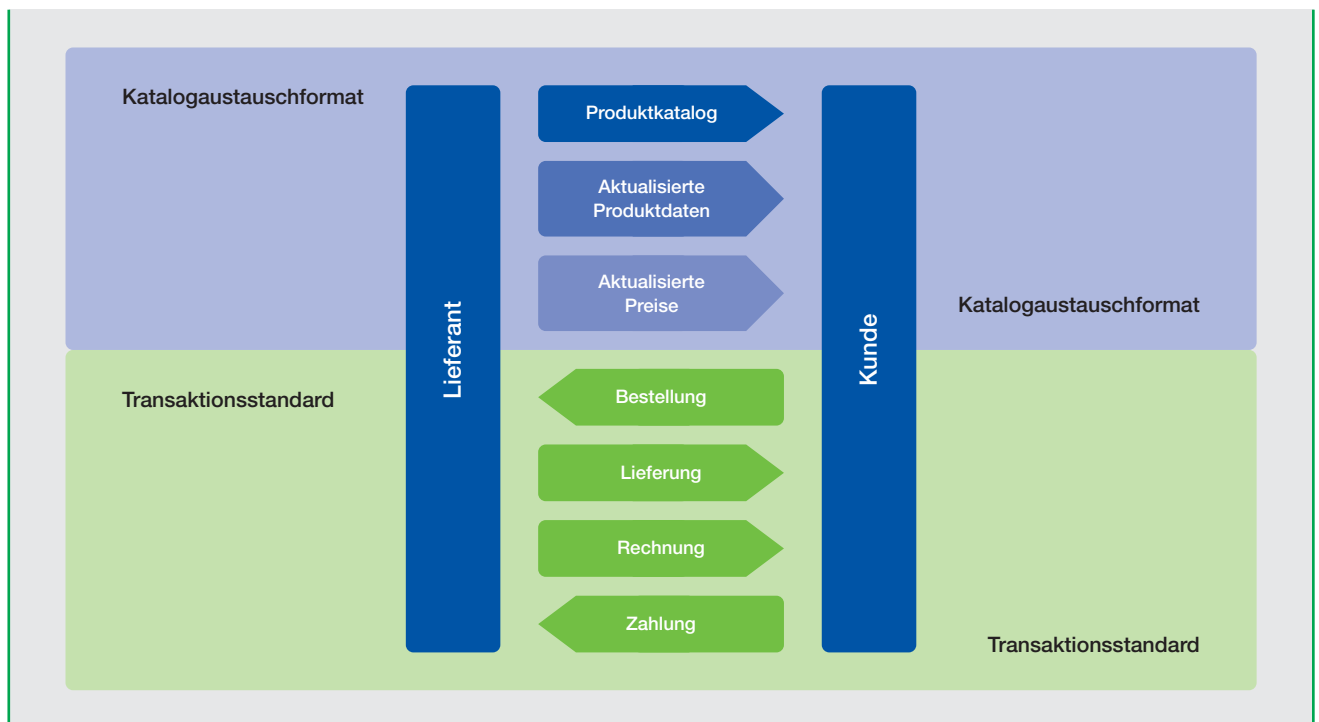 Katalogaustauschformat
Produktkatalog
Aktualisierte
Produktdaten
Aktualisierte
Preise
Katalogaustauschformat
Lieferant
Kunde
Transaktionsstandard
Bestellung
Lieferung
Rechnung
Zahlung
Transaktionsstandard